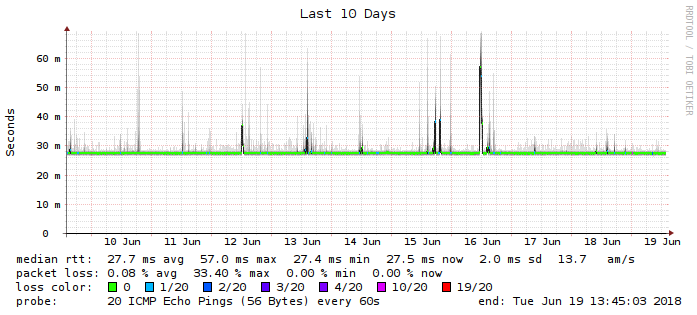 Last 10 Days
RRDTOOL / TOBI OETIKER
Seconds
60 m
50 m
40 m
30 m
20 m
10 m
0
10 Jun 11 Jun 12 Jun 13 Jun 14 Jun 15 Jun 16 Jun 17 Jun 18 Jun 19 Jun
median rtt: 27.7 ms avg 57.0 ms max 27.4 ms min 27.5 ms now 2.0 ms sd 13.7 am/s
packet loss: 0.08 % avg 33.40 % max 0.00 % min 0.00 % now
loss color: 0 1/20 2/20 3/20 4/20 10/20 19/20
probe: 20 ICMP Echo Pings (56 Bytes) every 60s end: Tue Jun 19 13:45:03 2018